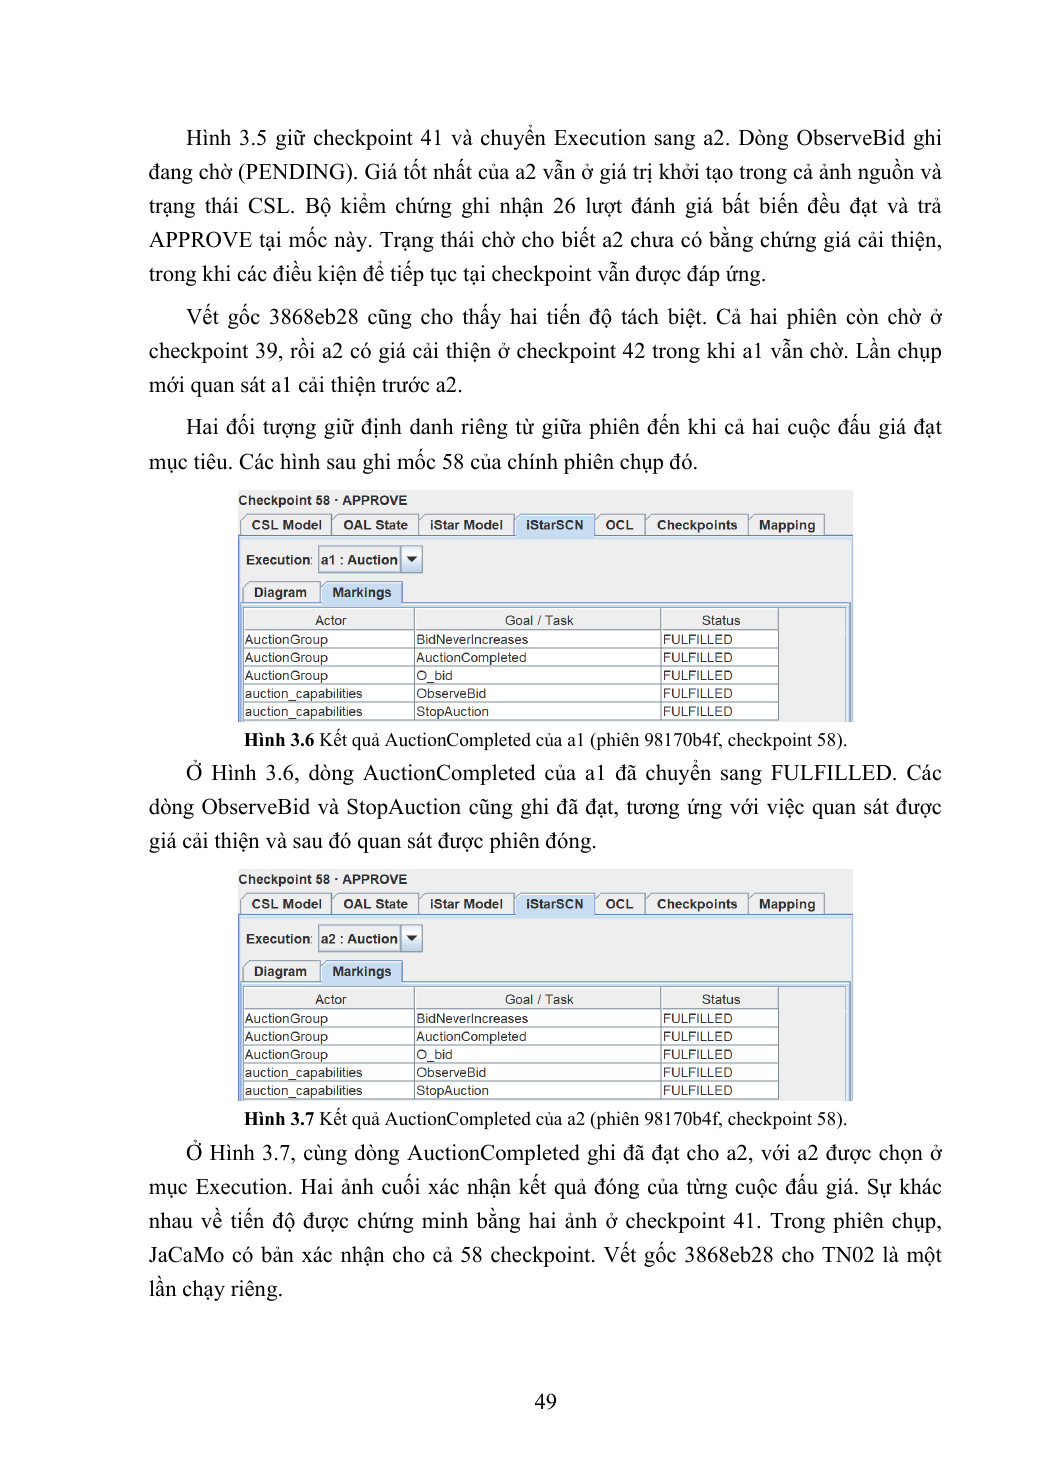 Hình 3.5 giữ checkpoint 41 và chuyển Execution sang a2. Dòng ObserveBid ghi
đang chờ (PENDING). Giá tốt nhất của a2 vẫn ở giá trị khởi tạo trong cả ảnh nguồn và
trạng thái CSL. Bộ kiểm chứng ghi nhận 26 lượt đánh giá bất biến đều đạt và trả
APPROVE tại mốc này. Trạng thái chờ cho biết a2 chưa có bằng chứng giá cải thiện,
trong khi các điều kiện để tiếp tục tại checkpoint vẫn được đáp ứng.
Vết gốc 3868eb28 cũng cho thấy hai tiến độ tách biệt. Cả hai phiên còn chờ ở
checkpoint 39, rồi a2 có giá cải thiện ở checkpoint 42 trong khi a1 vẫn chờ. Lần chụp
mới quan sát a1 cải thiện trước a2.
Hai đối tượng giữ định danh riêng từ giữa phiên đến khi cả hai cuộc đấu giá đạt
mục tiêu. Các hình sau ghi mốc 58 của chính phiên chụp đó.
Checkpoint 58 · APPROVE
CSL Model OAL State iStar Model iStarSCN OCL Checkpoints Mapping
Execution: a1 : Auction
Diagram Markings
Actor Goal / Task Status
AuctionGroup BidNeverIncreases FULFILLED
AuctionGroup AuctionCompleted FULFILLED
AuctionGroup O_bid FULFILLED
auction_capabilities ObserveBid FULFILLED
auction_capabilities StopAuction FULFILLED
Hình 3.6 Kết quả AuctionCompleted của a1 (phiên 98170b4f, checkpoint 58).
Ở Hình 3.6, dòng AuctionCompleted của a1 đã chuyển sang FULFILLED. Các
dòng ObserveBid và StopAuction cũng ghi đã đạt, tương ứng với việc quan sát được
giá cải thiện và sau đó quan sát được phiên đóng.
Checkpoint 58 · APPROVE
CSL Model OAL State iStar Model iStarSCN OCL Checkpoints Mapping
Execution: a2 : Auction
Diagram Markings
Actor Goal / Task Status
AuctionGroup BidNeverIncreases FULFILLED
AuctionGroup AuctionCompleted FULFILLED
AuctionGroup O_bid FULFILLED
auction_capabilities ObserveBid FULFILLED
auction_capabilities StopAuction FULFILLED
Hình 3.7 Kết quả AuctionCompleted của a2 (phiên 98170b4f, checkpoint 58).
Ở Hình 3.7, cùng dòng AuctionCompleted ghi đã đạt cho a2, với a2 được chọn ở
mục Execution. Hai ảnh cuối xác nhận kết quả đóng của từng cuộc đấu giá. Sự khác
nhau về tiến độ được chứng minh bằng hai ảnh ở checkpoint 41. Trong phiên chụp,
JaCaMo có bản xác nhận cho cả 58 checkpoint. Vết gốc 3868eb28 cho TN02 là một
lần chạy riêng.
49